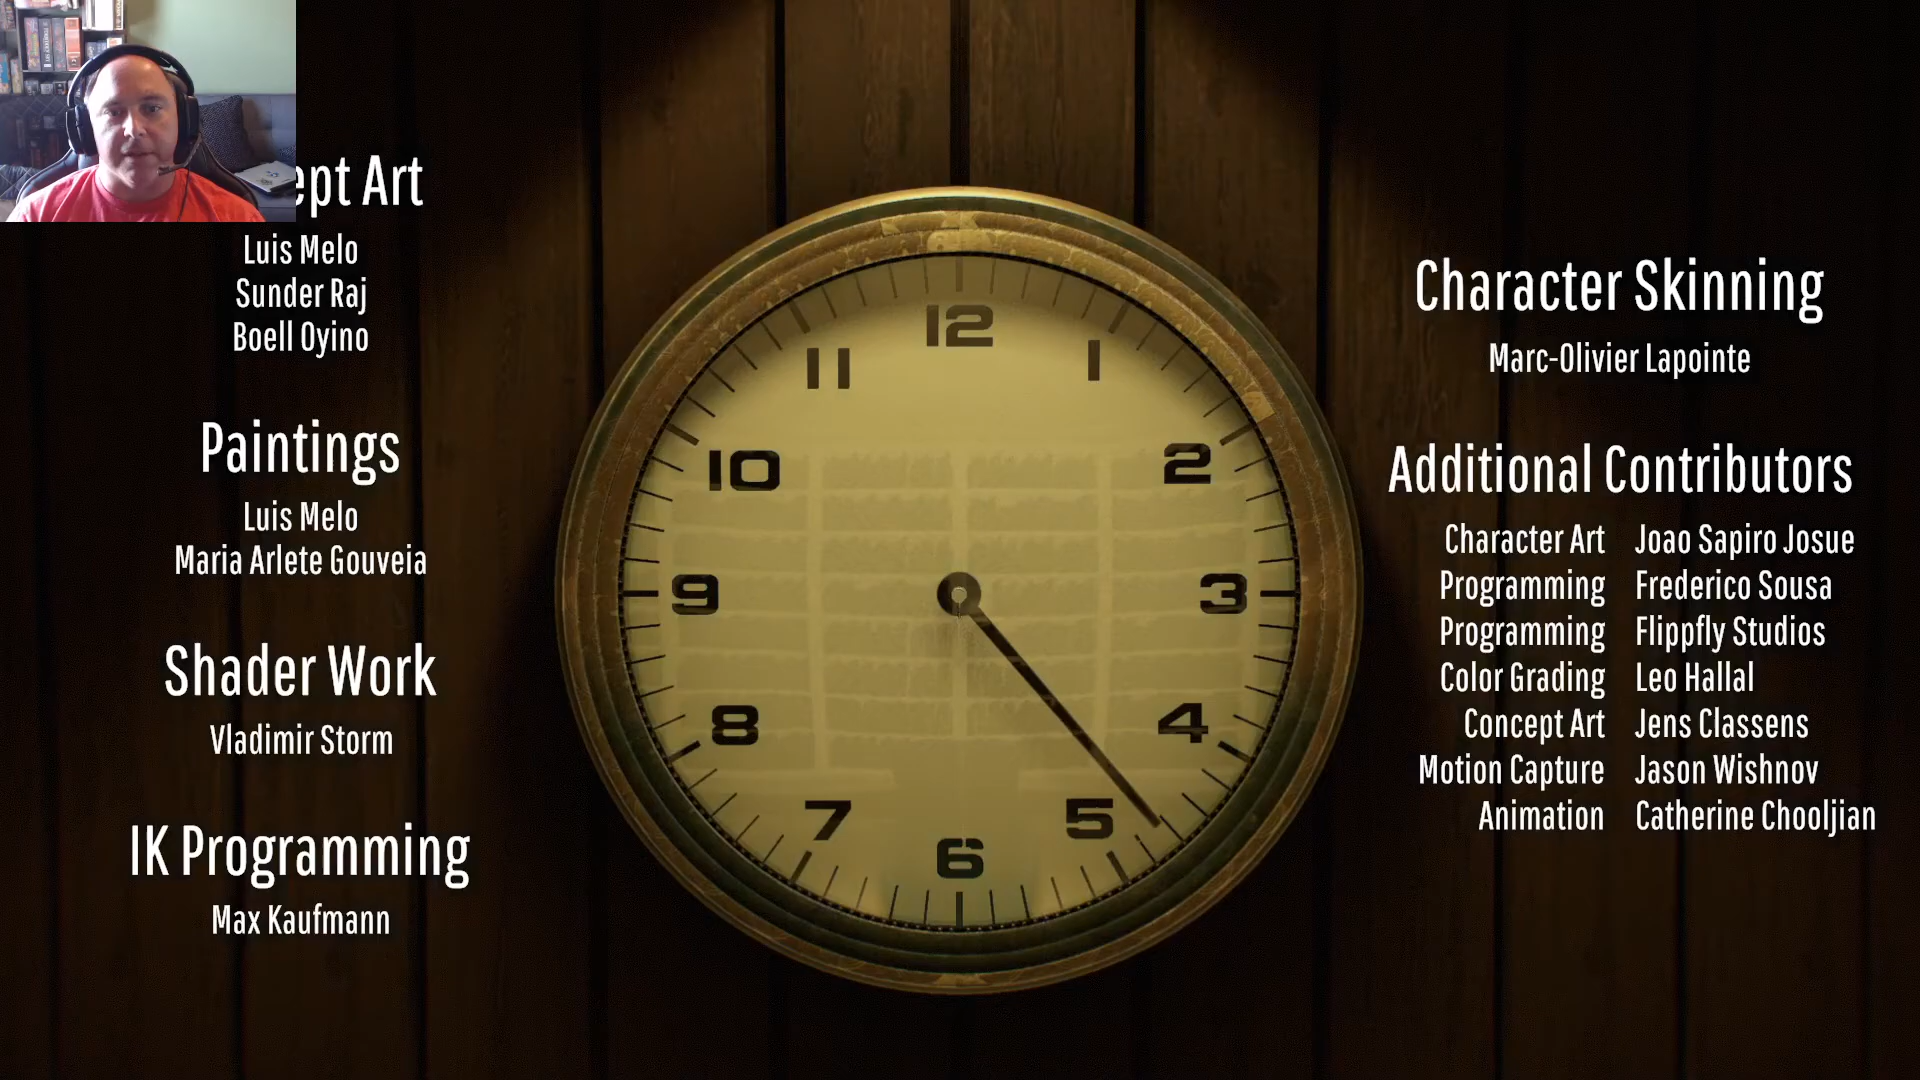 ept Art
Luis Melo
Sunder Raj
Boell Oyino
Paintings
Luis Melo
Maria Arlete Gouveia
Shader Work
Vladimir Storm
IK Programming
Max Kaufmann
12
11
1
10
2
9
3
8
4
7
5
6
Character Skinning
Marc-Olivier Lapointe
Additional Contributors
Character Art Joao Sapiro Josue
Programming Frederico Sousa
Programming Flippfly Studios
Color Grading Leo Hallal
Concept Art Jens Classens
Motion Capture Jason Wishnov
Animation Catherine Chooljian